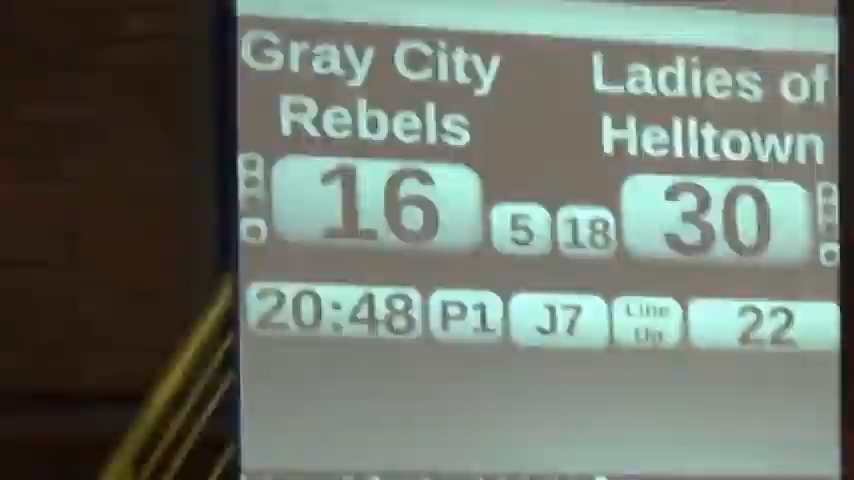 Gray City
Rebels
Ladies of
Helltown
16
5
18
30
20:48
P1
J7
Line
Up
22